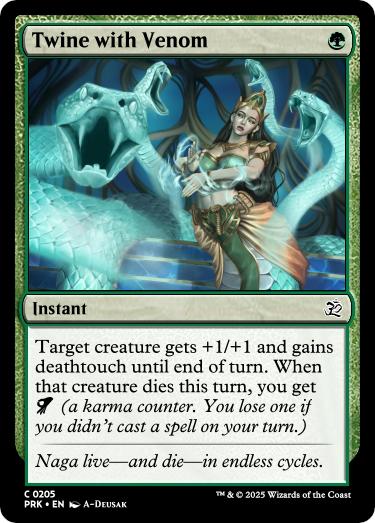 Twine with Venom
Instant
Target creature gets +1/+1 and gains
deathtouch until end of turn. When
that creature dies this turn, you get
(a karma counter. You lose one if
you didn't cast a spell on your turn.)
Naga live—and die—in endless cycles.
C 0205
PRK • EN A-Deusak
™ & © 2025 Wizards of the Coast